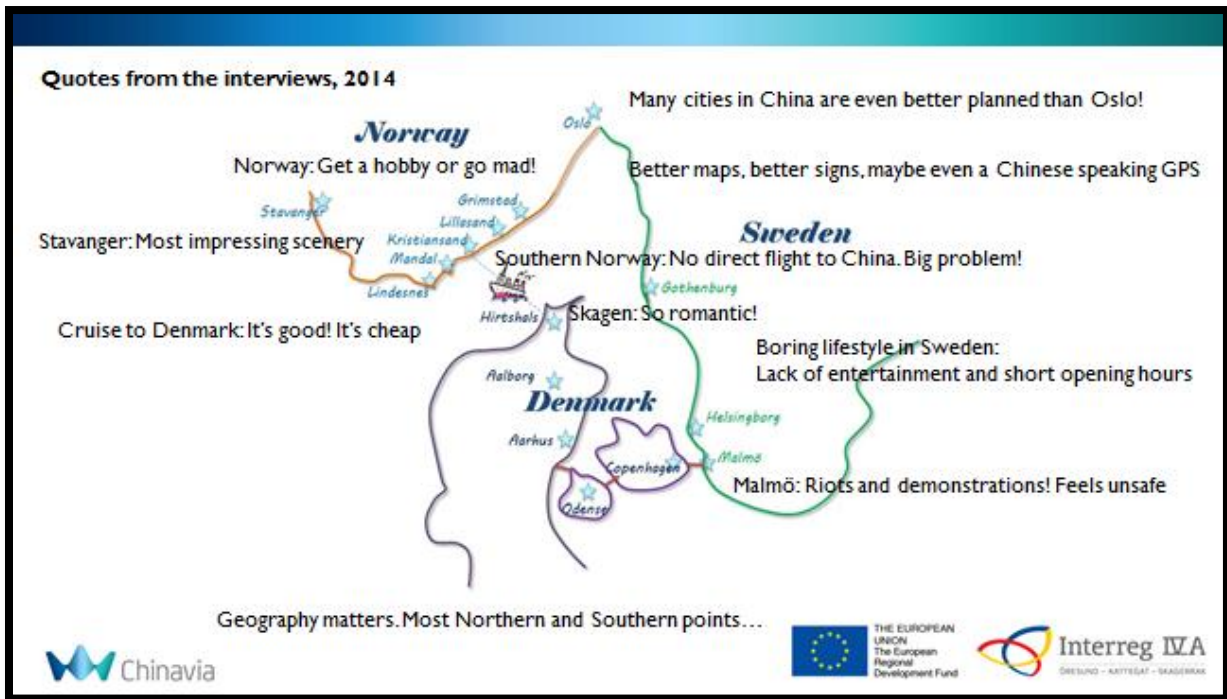 Quotes from the interviews, 2014
Many cities in China are even better planned than Oslo!
Oslo
Norway
Norway: Get a hobby or go mad!
Better maps, better signs, maybe even a Chinese speaking GPS
Grimstad
Stavanger
Lillesand
Sweden
Stavanger: Most impressing scenery
Kristiansand
Mandal
Southern Norway: No direct flight to China. Big problem!
Lindesnes
Gothenburg
Hirtshals
Skagen: So romantic!
Cruise to Denmark: It's good! It's cheap
Boring lifestyle in Sweden:
Lack of entertainment and short opening hours
Aalborg
Denmark
Helsingborg
Aarhus
Copenhagen
Malmö
Malmö: Riots and demonstrations! Feels unsafe
Odense
Geography matters. Most Northern and Southern points...
Chinavia
THE EUROPEAN
UNION
The European
Regional
Development Fund
Interreg IV A
ÖRESUND – KATTEGAT – SKAGERRAK